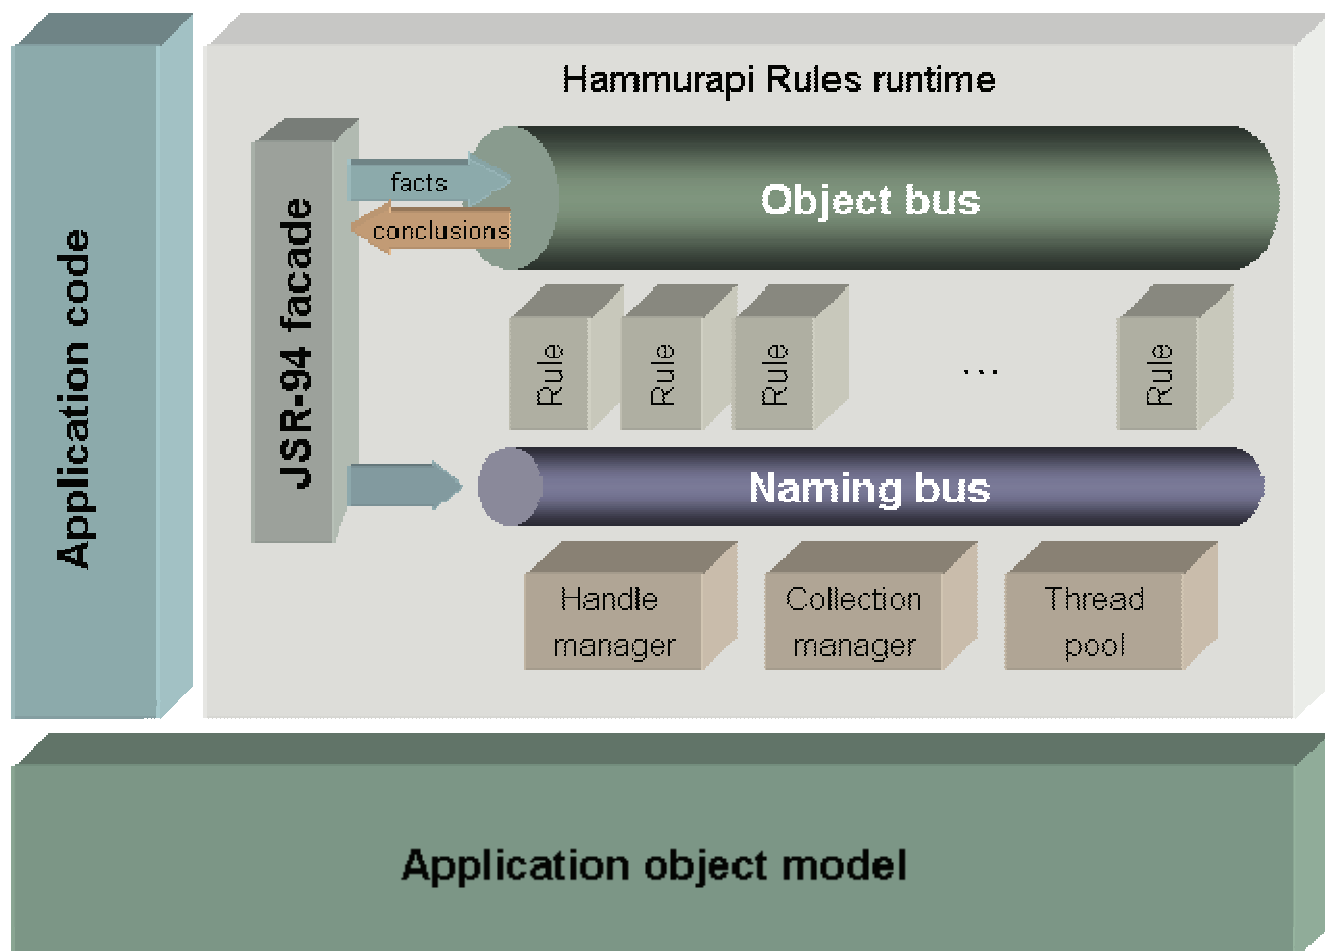 Application code
Hammurapi Rules runtime
JSR-94 facade
facts
conclusions
Object bus
Rule
Rule
Rule
...
Rule
Naming bus
Handle
manager
Collection
manager
Thread
pool
Application object model